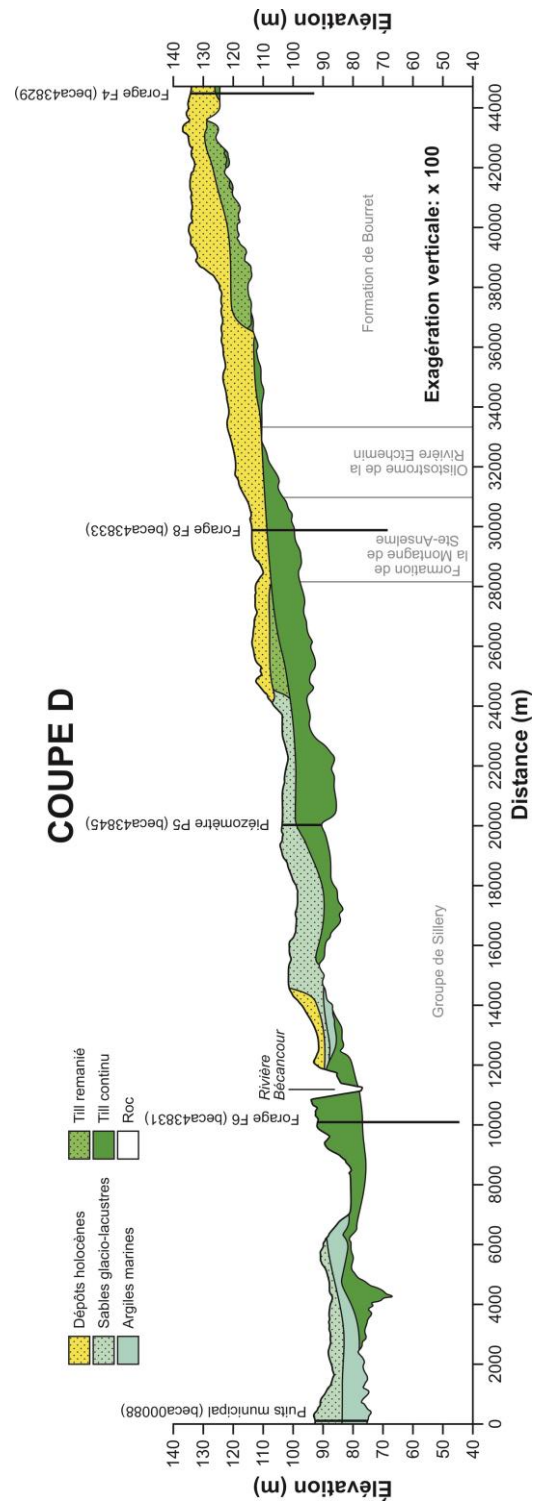 COUPE D
Dépôts holocènes
Sables glacio-lacustres
Argiles marines
Till remanié
Till continu
Roc
Élévation (m)
140
130
120
110
100
90
80
70
60
50
40
Puits municipal (beca00088)
Forage F6 (beca43831)
Rivière
Bécancour
Piézomètre P5 (beca43845)
Forage F8 (beca43833)
Forage F4 (beca43829)
Groupe de Sillery
Formation de
la Montagne de
Ste-Anselme
Olistostrome de la
Rivière Etchemin
Formation de Bourret
Exagération verticale: x 100
Élévation (m)
140
130
120
110
100
90
80
70
60
50
40
0
2000
4000
6000
8000
10000
12000
14000
16000
18000
20000
22000
24000
26000
28000
30000
32000
34000
36000
38000
40000
42000
44000
Distance (m)